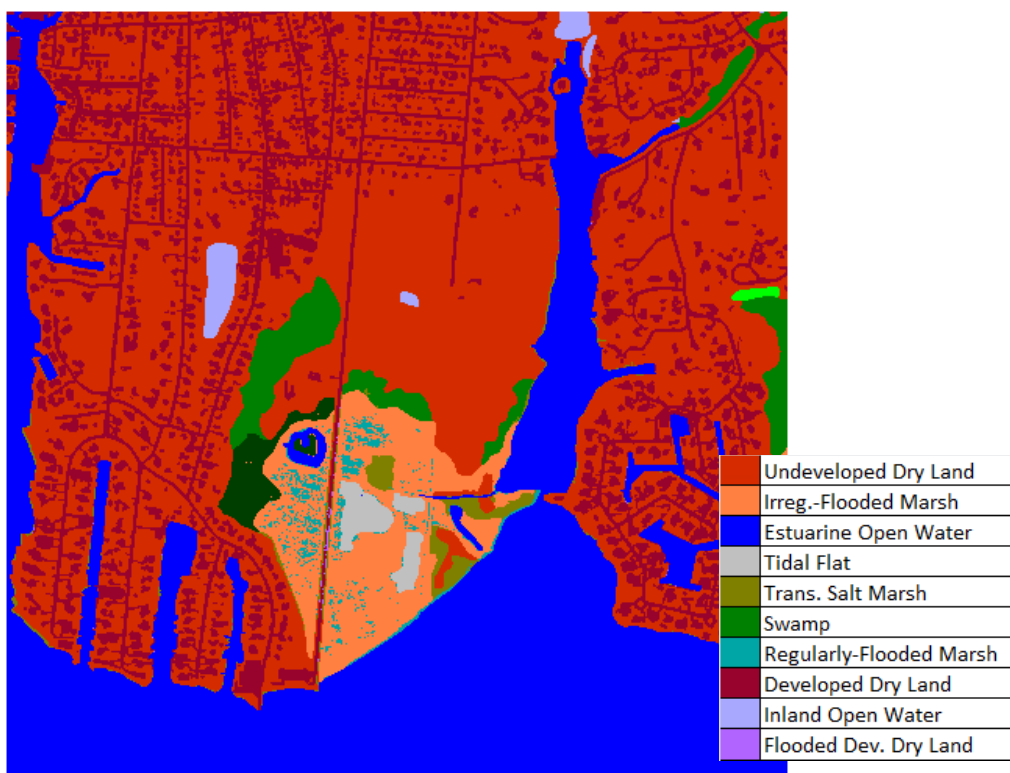 Undeveloped Dry Land
Irreg.-Flooded Marsh
Estuarine Open Water
Tidal Flat
Trans. Salt Marsh
Swamp
Regularly-Flooded Marsh
Developed Dry Land
Inland Open Water
Flooded Dev. Dry Land